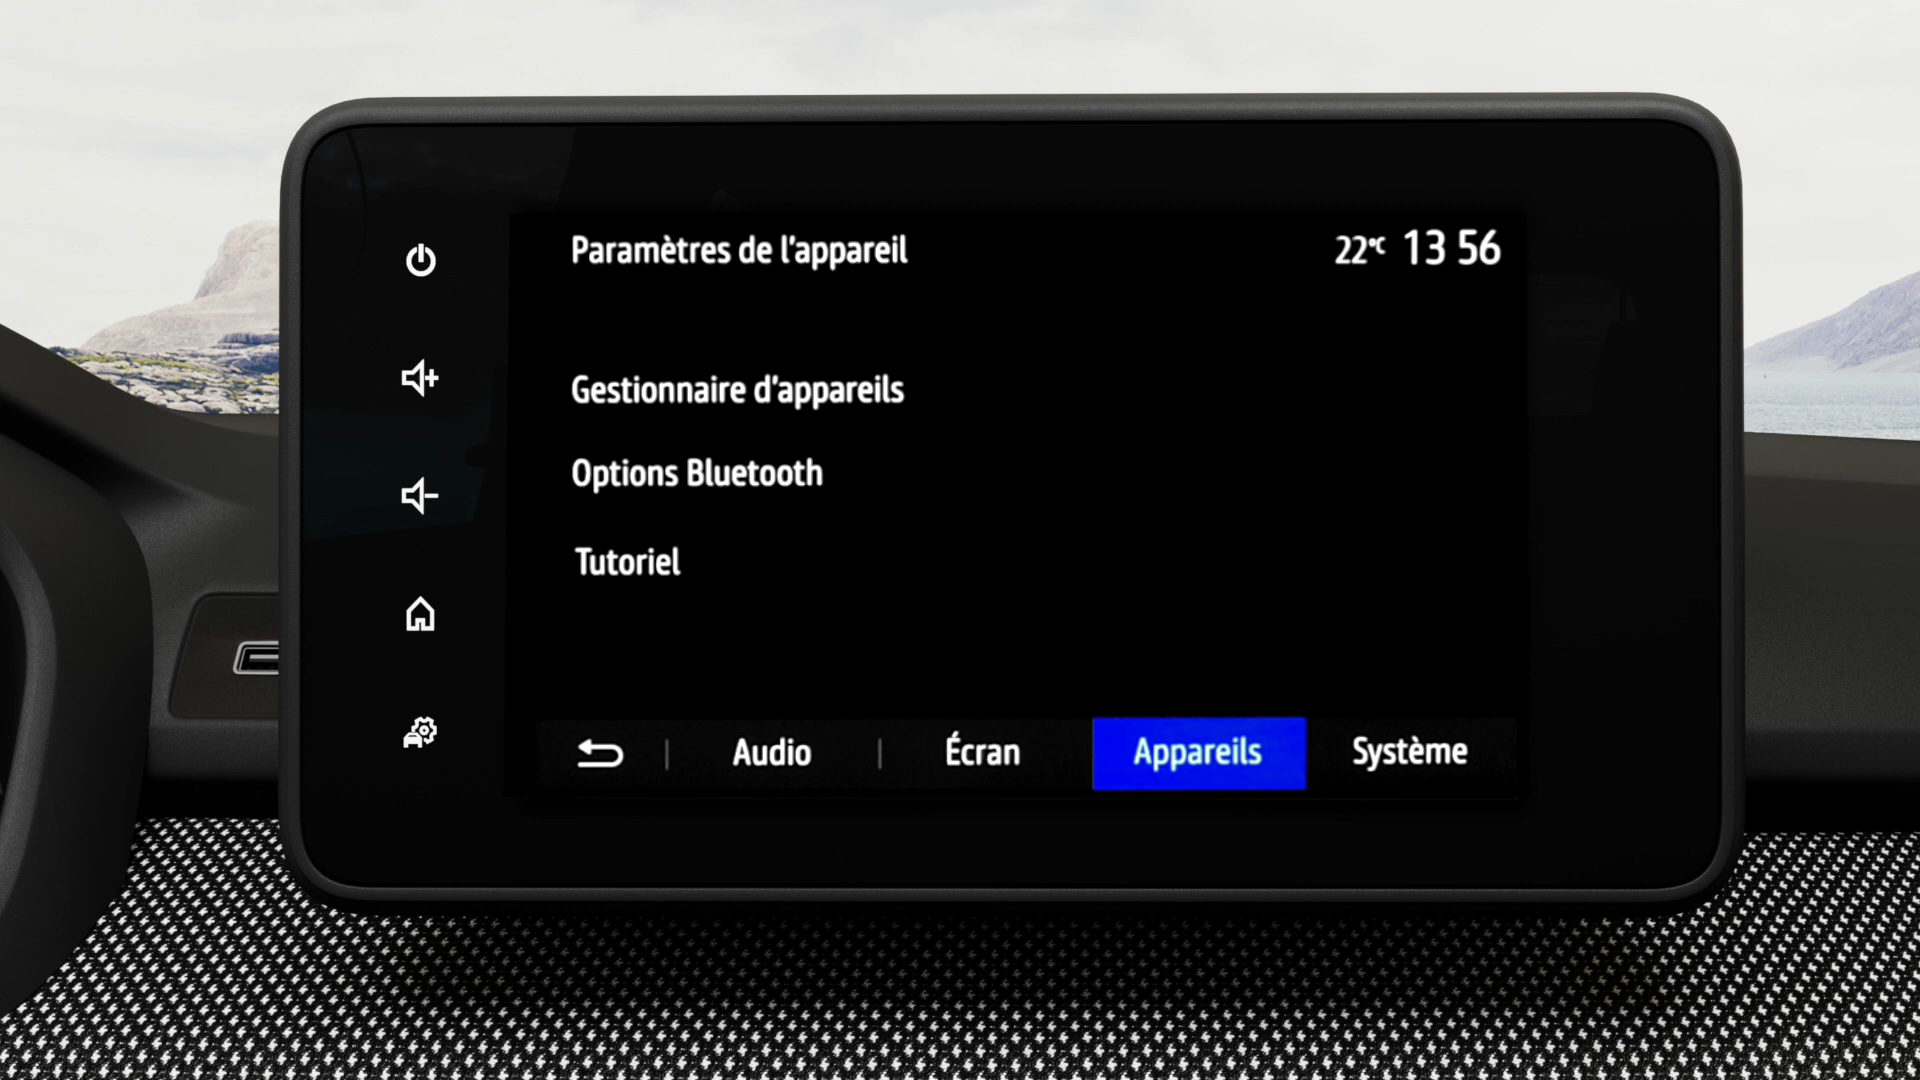 Paramètres de l'appareil
22°C 13 56
Gestionnaire d'appareils
Options Bluetooth
Tutoriel
Audio | Écran Appareils Système